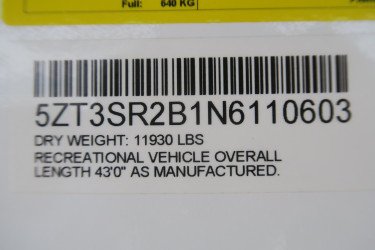 Full: 640 KG
5ZT3SR2B1N6110603
DRY WEIGHT: 11930 LBS
RECREATIONAL VEHICLE OVERALL
LENGTH 43'0" AS MANUFACTURED.